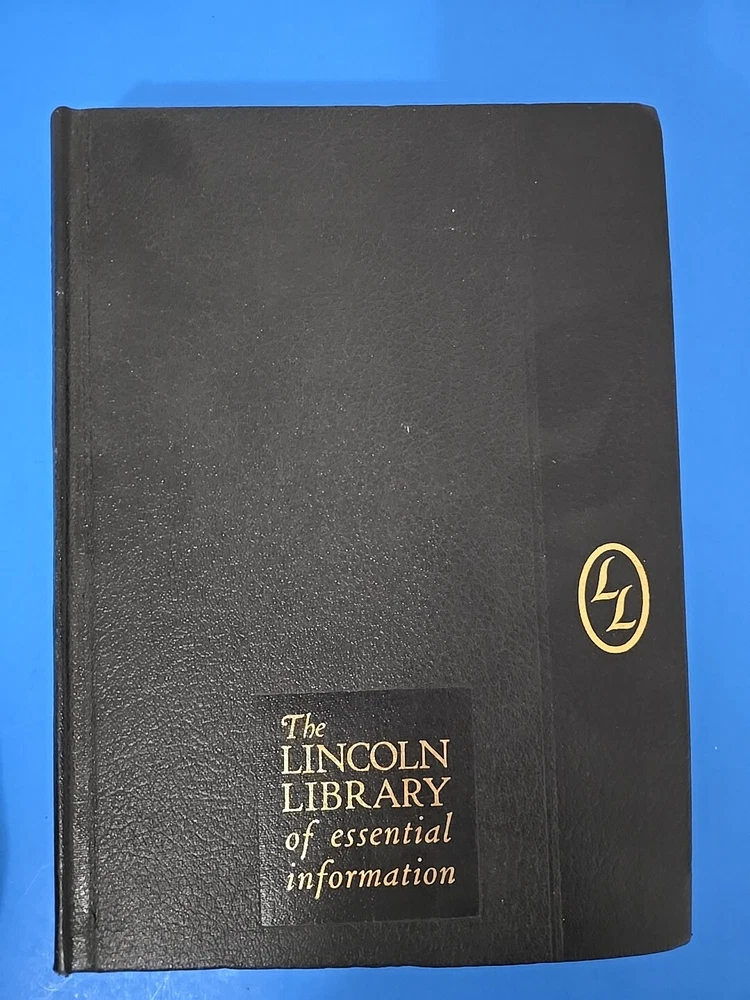 LL
The
LINCOLN
LIBRARY
of essential
information